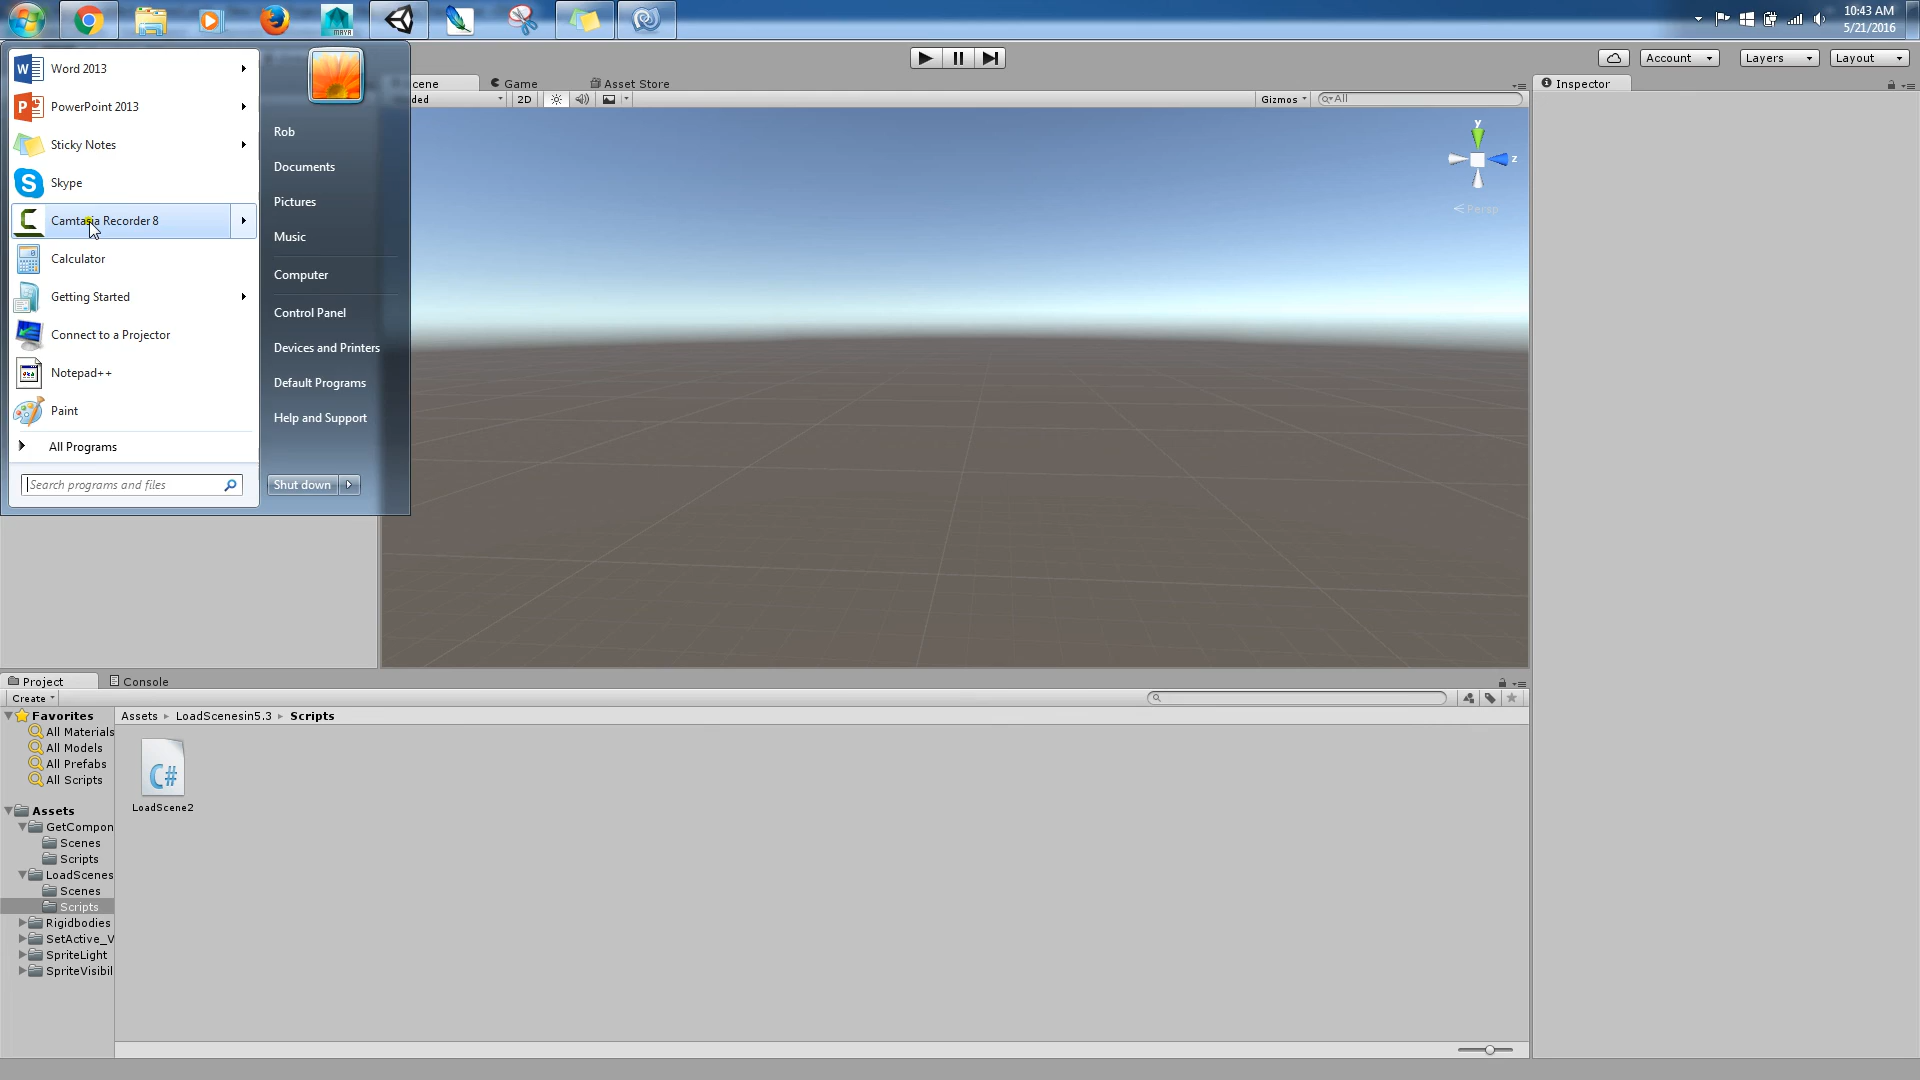 MAYA
10:43 AM
5/21/2016
Word 2013
PowerPoint 2013
Sticky Notes
Skype
Camtasia Recorder 8
Calculator
Getting Started
Connect to a Projector
Notepad++
Paint
All Programs
Search programs and files
Rob
Documents
Pictures
Music
Computer
Control Panel
Devices and Printers
Default Programs
Help and Support
Shut down
Account
Layers
Layout
cene
Game
Asset Store
Inspector
ded
2D
Gizmos
All
y
z
Persp
Project
Console
Create
Favorites
All Materials
All Models
All Prefabs
All Scripts
Assets
GetCompon
Scenes
Scripts
LoadScenes
Scenes
Scripts
Rigidbodies
SetActive_V
SpriteLight
SpriteVisibil
Assets LoadScenesin5.3 Scripts
C#
LoadScene2